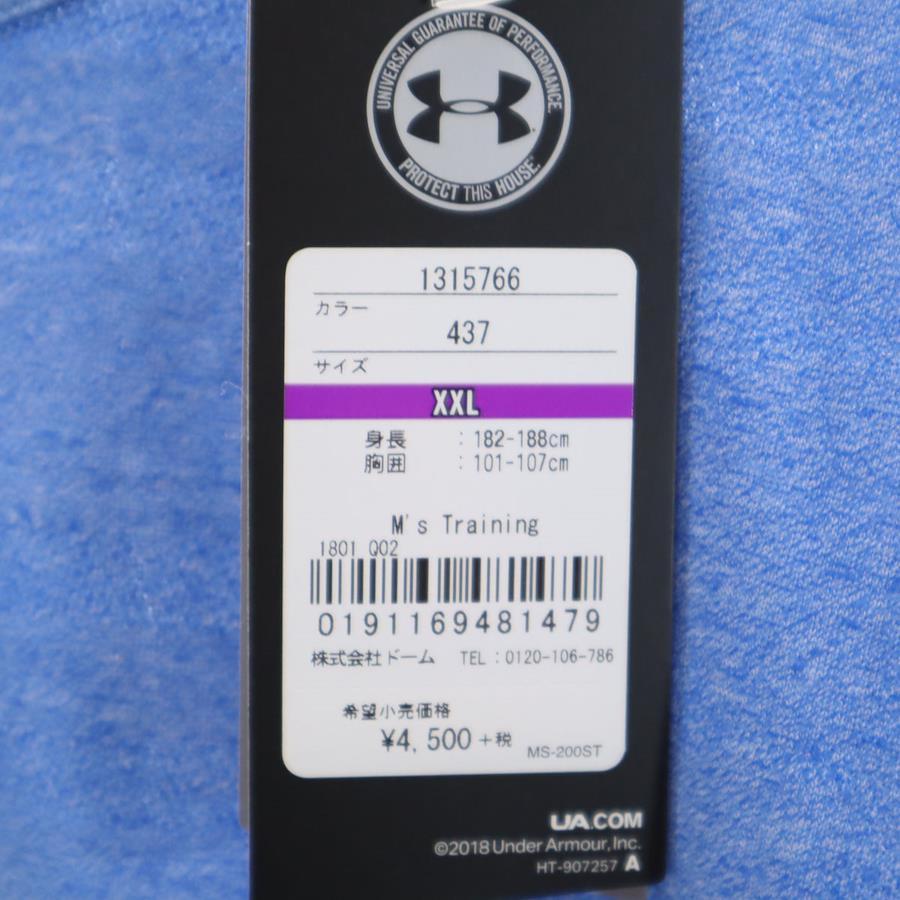 UNIVERSAL GUARANTEE OF PERFORMANCE.
PROTECT THIS HOUSE.
1315766
カラー
437
サイズ
XXL
身長 : 182-188cm
胸囲 : 101-107cm
M's Training
1801 Q02
0191169481479
株式会社ドーム TEL:0120-106-786
希望小売価格
¥4,500+税
MS-200ST
UA.COM
©2018 Under Armour, Inc.
HT-907257 A